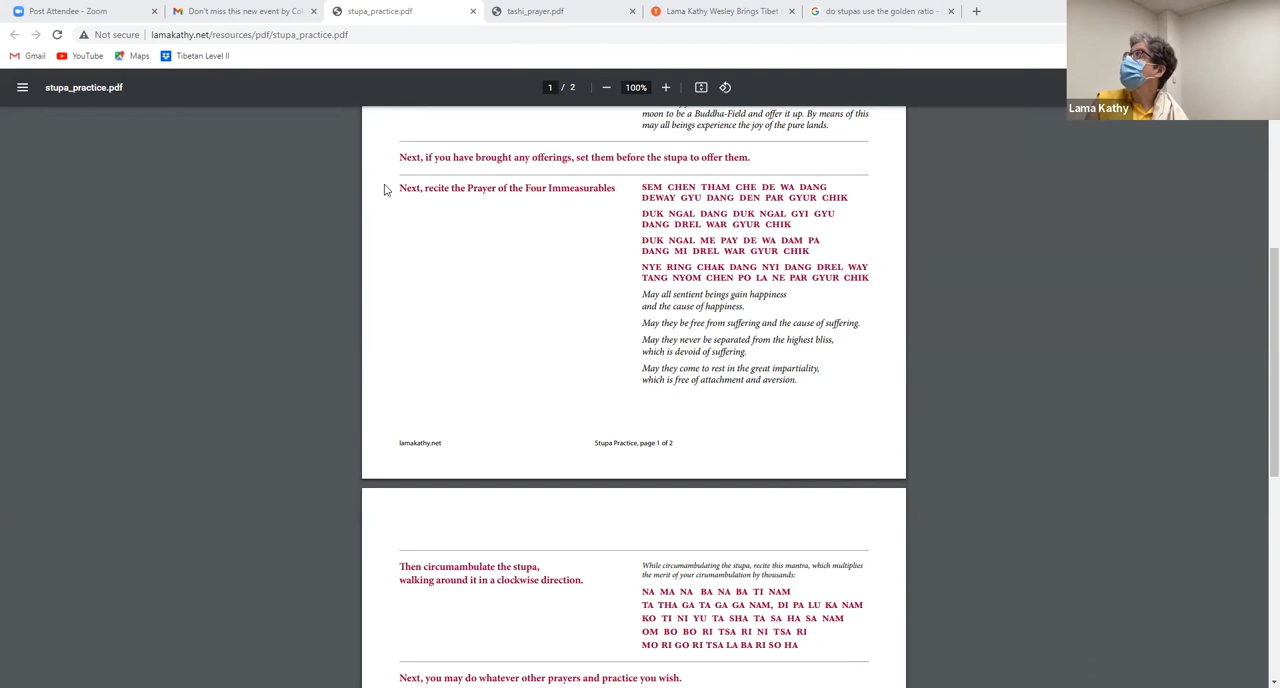 Post Attendee - Zoom
Don't miss this new event by Col
stupa_practice.pdf
tashi_prayer.pdf
Lama Kathy Wesley Brings Tibet
do stupas use the golden ratio -
Not secure
lamakathy.net/resources/pdf/stupa_practice.pdf
Gmail
YouTube
Maps
Tibetan Level II
stupa_practice.pdf
1 / 2
100%
Lama Kathy
moon to be a Buddha-Field and offer it up. By means of this
may all beings experience the joy of the pure lands.
Next, if you have brought any offerings, set them before the stupa to offer them.
Next, recite the Prayer of the Four Immeasurables
SEM CHEN THAM CHE DE WA DANG
DEWAY GYU DANG DEN PAR GYUR CHIK
DUK NGAL DANG DUK NGAL GYI GYU
DANG DREL WAR GYUR CHIK
DUK NGAL ME PAY DE WA DAM PA
DANG MI DREL WAR GYUR CHIK
NYE RING CHAK DANG NYI DANG DREL WAY
TANG NYOM CHEN PO LA NE PAR GYUR CHIK
May all sentient beings gain happiness
and the cause of happiness.
May they be free from suffering and the cause of suffering.
May they never be separated from the highest bliss,
which is devoid of suffering.
May they come to rest in the great impartiality,
which is free of attachment and aversion.
lamakathy.net
Stupa Practice, page 1 of 2
Then circumambulate the stupa,
walking around it in a clockwise direction.
While circumambulating the stupa, recite this mantra, which multiplies
the merit of your cirumambulation by thousands:
NA MA NA BA NA BA TI NAM
TA THA GA TA GA GA NAM, DI PA LU KA NAM
KO TI NI YU TA SHA TA SA HA SA NAM
OM BO BO RI TSA RI NI TSA RI
MO RI GO RI TSA LA BA RI SO HA
Next, you may do whatever other prayers and practice you wish.